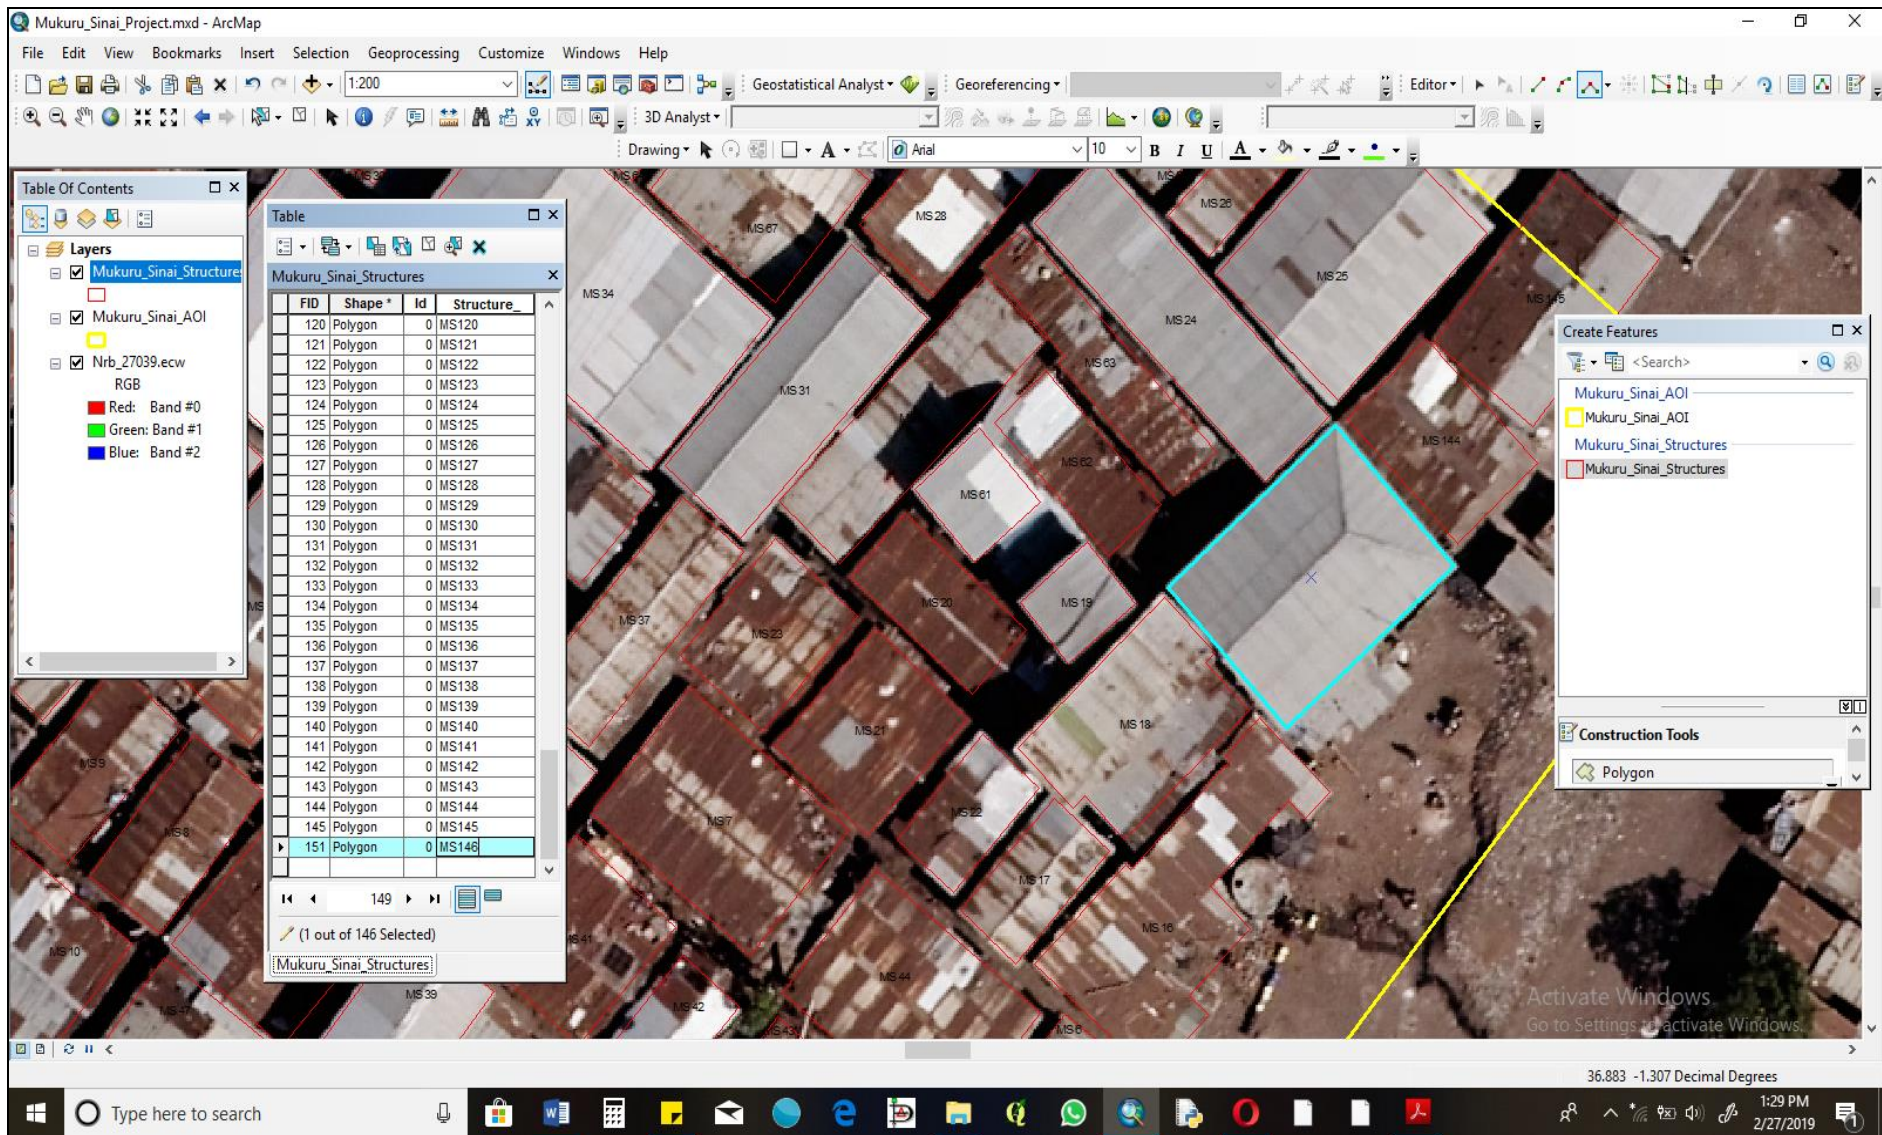 Mukuru_Sinai_Project.mxd - ArcMap
File Edit View Bookmarks Insert Selection Geoprocessing Customize Windows Help
1:200 Geostatistical Analyst Georeferencing Editor
3D Analyst
Drawing A Arial 10 B I U A
Table Of Contents
Layers
Mukuru_Sinai_Structure
Mukuru_Sinai_AOI
Nrb_27039.ecw
RGB
Red: Band #0
Green: Band #1
Blue: Band #2
Table
Mukuru_Sinai_Structures
FID Shape * Id Structure_
120 Polygon 0 MS120
121 Polygon 0 MS121
122 Polygon 0 MS122
123 Polygon 0 MS123
124 Polygon 0 MS124
125 Polygon 0 MS125
126 Polygon 0 MS126
127 Polygon 0 MS127
128 Polygon 0 MS128
129 Polygon 0 MS129
130 Polygon 0 MS130
131 Polygon 0 MS131
132 Polygon 0 MS132
133 Polygon 0 MS133
134 Polygon 0 MS134
135 Polygon 0 MS135
136 Polygon 0 MS136
137 Polygon 0 MS137
138 Polygon 0 MS138
139 Polygon 0 MS139
140 Polygon 0 MS140
141 Polygon 0 MS141
142 Polygon 0 MS142
143 Polygon 0 MS143
144 Polygon 0 MS144
145 Polygon 0 MS145
151 Polygon 0 MS146
149
(1 out of 146 Selected)
Mukuru_Sinai_Structures
MS 67
MS 28
MS 26
MS 25
MS 34
MS 24
MS 145
MS 63
MS 31
MS 144
MS 62
MS 61
MS 20
MS 19
MS 37
MS 23
MS 18
MS 21
MS 9
MS 22
MS 7
MS 8
MS 17
MS 16
MS 10
MS 41
MS 44
MS 39
MS 42
MS 47
MS 43
MS 6
Create Features
<Search>
Mukuru_Sinai_AOI
Mukuru_Sinai_AOI
Mukuru_Sinai_Structures
Mukuru_Sinai_Structures
Construction Tools
Polygon
Activate Windows
Go to Settings to activate Windows.
36.883 -1.307 Decimal Degrees
Type here to search
1:29 PM
2/27/2019